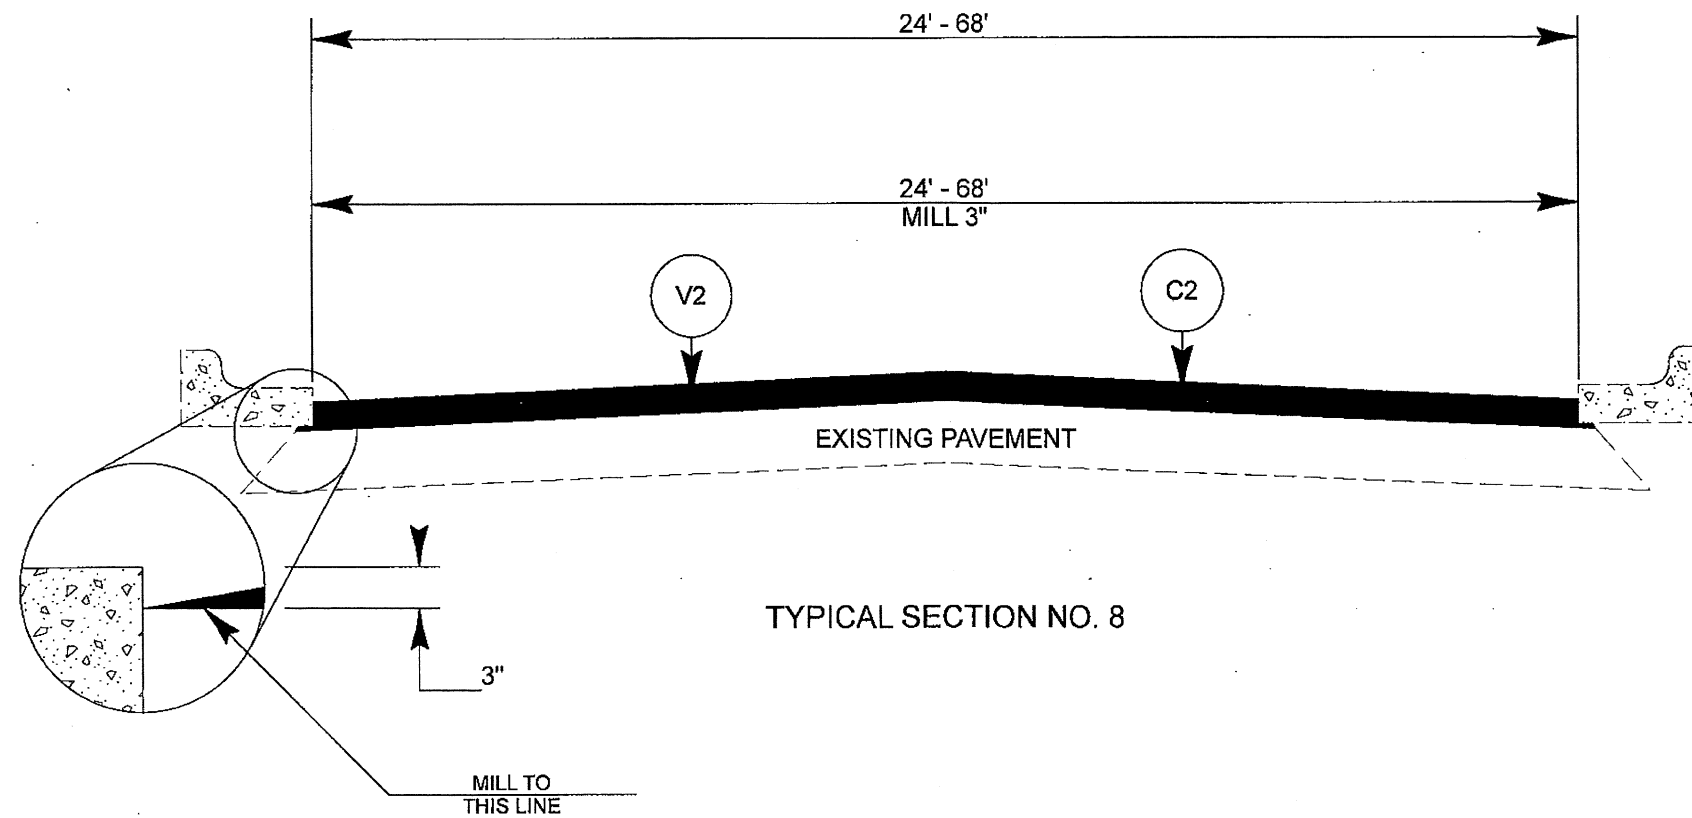 24' - 68'
24' - 68'
MILL 3"
V2
C2
EXISTING PAVEMENT
TYPICAL SECTION NO. 8
3"
MILL TO
THIS LINE